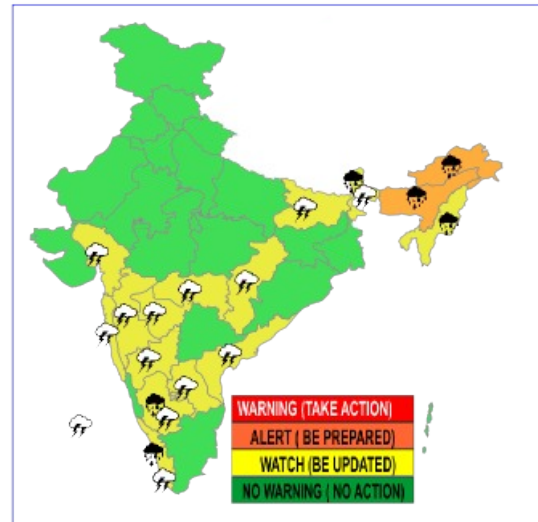 WARNING (TAKE ACTION)
ALERT ( BE PREPARED)
WATCH (BE UPDATED)
NO WARNING ( NO ACTION)